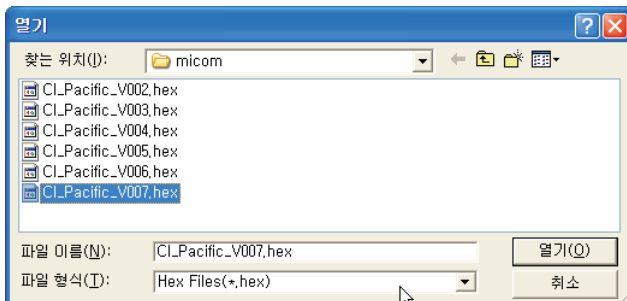 열기
찾는 위치(I): micom
CI_Pacific_V002.hex
CI_Pacific_V003.hex
CI_Pacific_V004.hex
CI_Pacific_V005.hex
CI_Pacific_V006.hex
CI_Pacific_V007.hex
파일 이름(N): CI_Pacific_V007.hex 열기(O)
파일 형식(T): Hex Files(*.hex) 취소